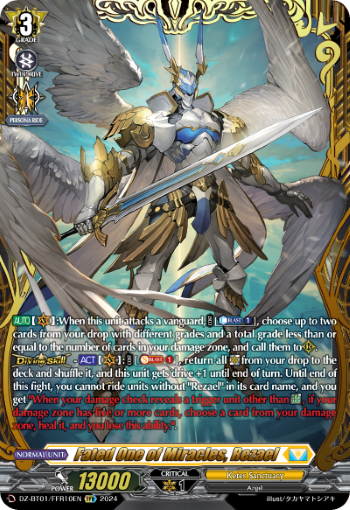 3
GRADE
TWIN DRIVE
PERSONA RIDE
AUTO :When this unit attacks a vanguard, [ BLAST 1 ], choose up to two
cards from your drop with different grades and a total grade less than or
equal to the number of cards in your damage zone, and call them to .
Divine Skill - ACT : [ BLAST 1 ], return all from your drop to the
deck and shuffle it, and this unit gets drive +1 until end of turn. Until end of
this fight, you cannot ride units without "Rezael" in its card name, and you
get "When your damage check reveals a trigger unit other than , if your
damage zone has five or more cards, choose a card from your damage
zone, heal it, and you lose this ability."
NORMAL UNIT
Fated One of Miracles, Rezael
POWER 13000
CRITICAL
1
Keter Sanctuary
Angel
DZ-BT01/FFR10EN FFR 2024
Illust/タカヤマトシアキ